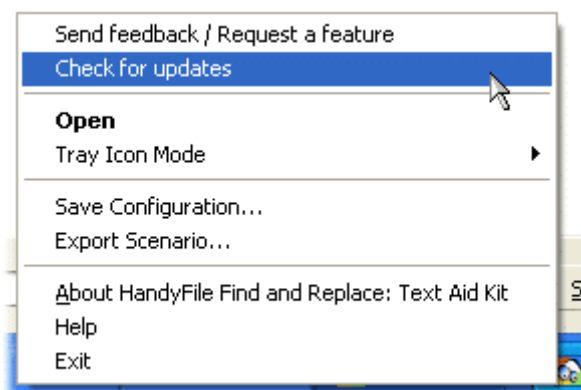 Send feedback / Request a feature
Check for updates
Open
Tray Icon Mode
Save Configuration...
Export Scenario...
About HandyFile Find and Replace: Text Aid Kit
S
Help
Exit